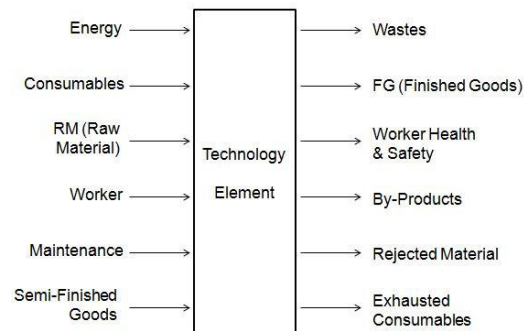 Energy
Consumables
RM (Raw
Material)
Worker
Maintenance
Semi-Finished
Goods
Technology
Element
Wastes
FG (Finished Goods)
Worker Health
& Safety
By-Products
Rejected Material
Exhausted
Consumables